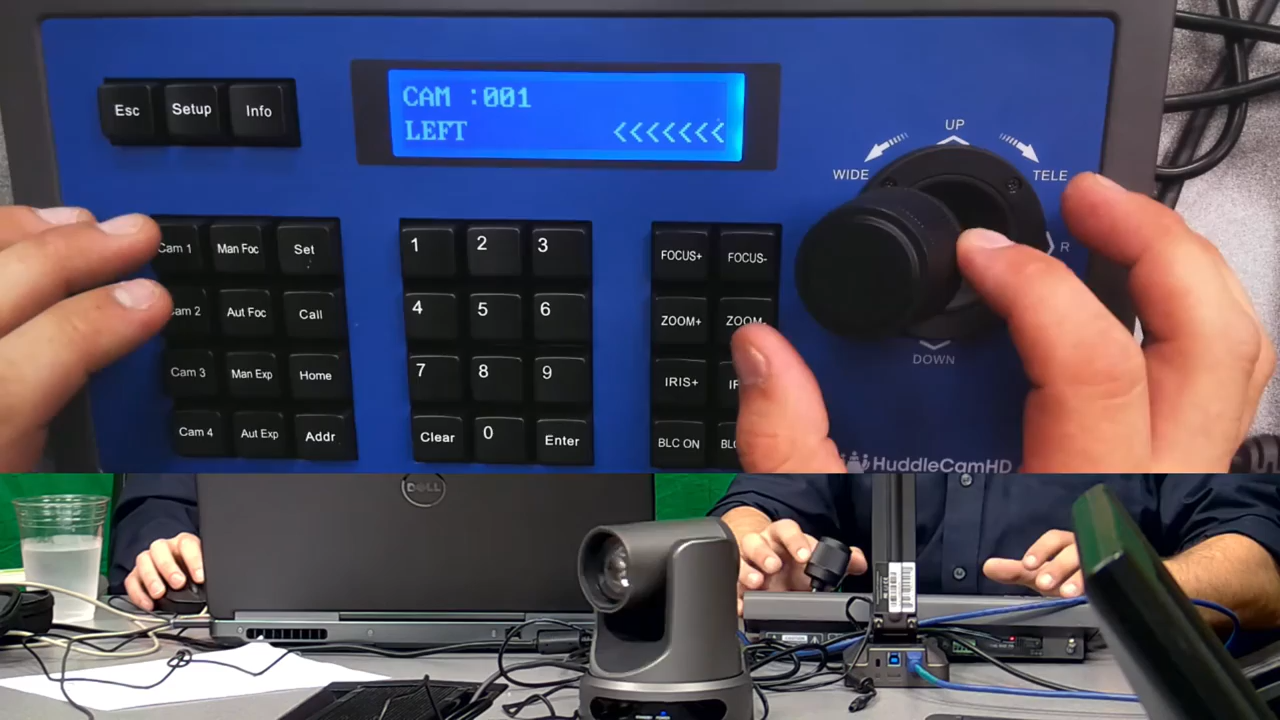 Esc Setup Info
CAM :001
LEFT <<<<<<<
UP
WIDE TELE
R
DOWN
Cam 1 Man Foc Set
Cam 2 Aut Foc Call
Cam 3 Man Exp Home
Cam 4 Aut Exp Addr
1 2 3
4 5 6
7 8 9
Clear 0 Enter
FOCUS+ FOCUS-
ZOOM+ ZOOM-
IRIS+
BLC ON
HuddleCamHD
DELL